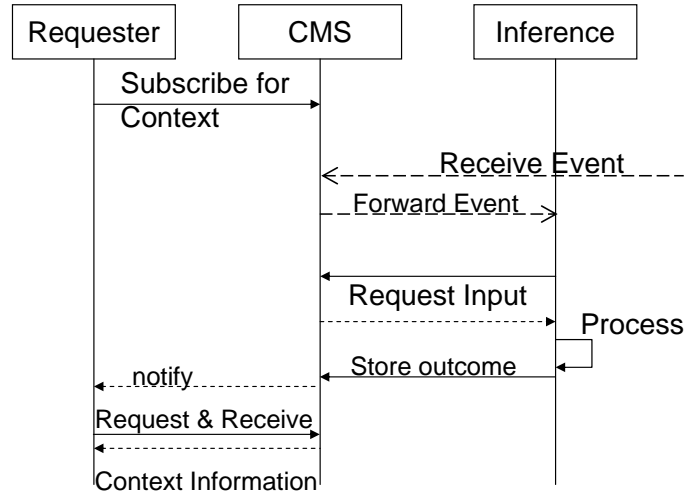 Requester
CMS
Inference
Subscribe for
Context
Receive Event
Forward Event
Request Input
Process
Store outcome
notify
Request & Receive
Context Information